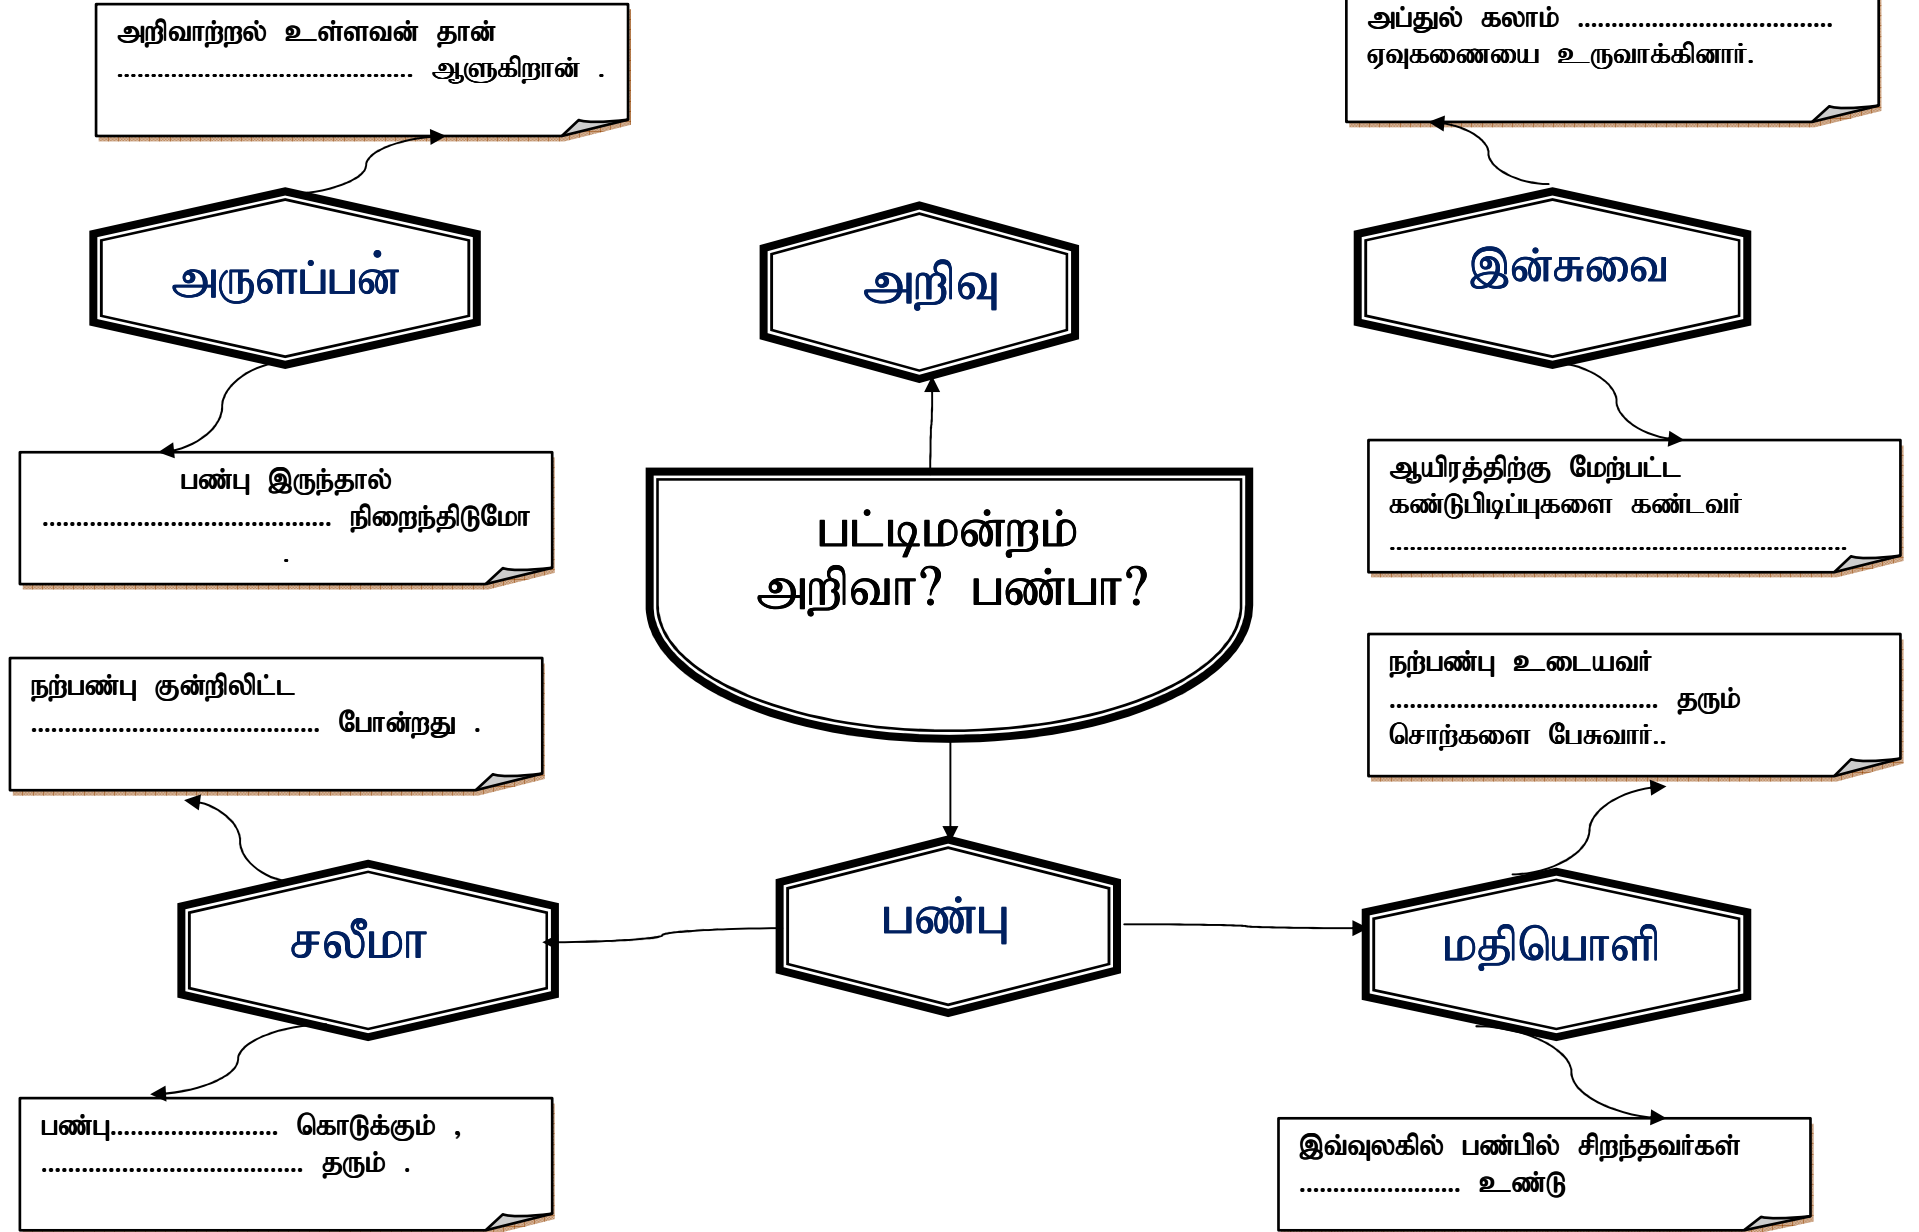 அறிவாற்றல் உள்ளவன் தான்
............................................ ஆளுகிறான் .
அப்துல் கலாம் ......................................
ஏவுகணையை உருவாக்கினார்.
அருளப்பன்
அறிவு
இன்சுவை
பண்பு இருந்தால்
........................................... நிறைந்திடுமோ
.
ஆயிரத்திற்கு மேற்பட்ட
கண்டுபிடிப்புகளை கண்டவர்
....................................................................
பட்டிமன்றம்
அறிவா? பண்பா?
நற்பண்பு குன்றிலிட்ட
........................................... போன்றது .
நற்பண்பு உடையவர்
........................................ தரும்
சொற்களை பேசுவார்..
சலீமா
பண்பு
மதியொளி
பண்பு......................... கொடுக்கும் ,
....................................... தரும் .
இவ்வுலகில் பண்பில் சிறந்தவர்கள்
........................ உண்டு